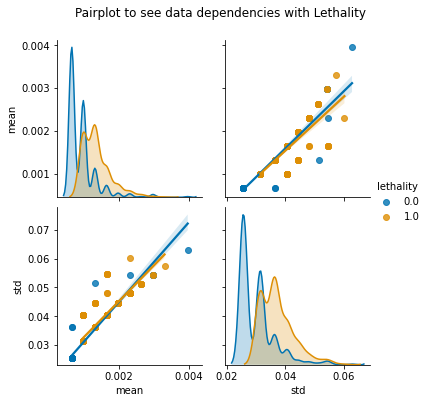 Pairplot to see data dependencies with Lethality
0.004
0.003
0.002
0.001
mean
lethality
0.0
1.0
0.07
0.06
0.05
0.04
0.03
std
0.002 0.004
mean
0.02 0.04 0.06
std